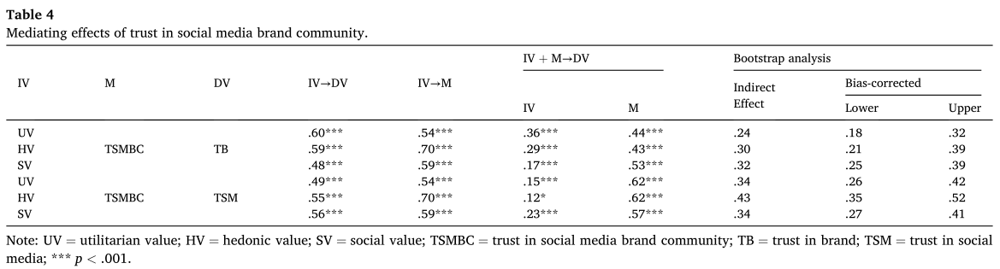 Table 4
Mediating effects of trust in social media brand community.
IV + M→DV Bootstrap analysis
IV M DV IV→DV IV→M Indirect Effect Bias-corrected
IV M Lower Upper
UV .60*** .54*** .36*** .44*** .24 .18 .32
HV TSMBC TB .59*** .70*** .29*** .43*** .30 .21 .39
SV .48*** .59*** .17*** .53*** .32 .25 .39
UV .49*** .54*** .15*** .62*** .34 .26 .42
HV TSMBC TSM .55*** .70*** .12* .62*** .43 .35 .52
SV .56*** .59*** .23*** .57*** .34 .27 .41
Note: UV = utilitarian value; HV = hedonic value; SV = social value; TSMBC = trust in social media brand community; TB = trust in brand; TSM = trust in social
media; *** p < .001.